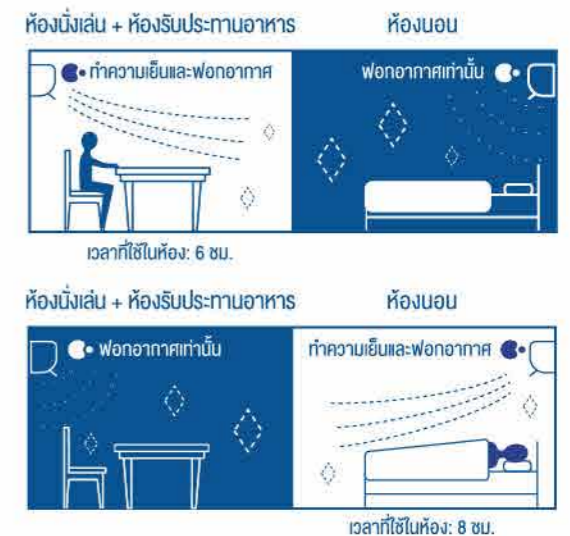 ห้องนั่งเล่น + ห้องรับประทานอาหาร
ห้องนอน
ทำความเย็นและฟอกอากาศ
ฟอกอากาศเท่านั้น
เวลาที่ใช้ในห้อง: 6 ชม.
ห้องนั่งเล่น + ห้องรับประทานอาหาร
ห้องนอน
ฟอกอากาศเท่านั้น
ทำความเย็นและฟอกอากาศ
เวลาที่ใช้ในห้อง: 8 ชม.